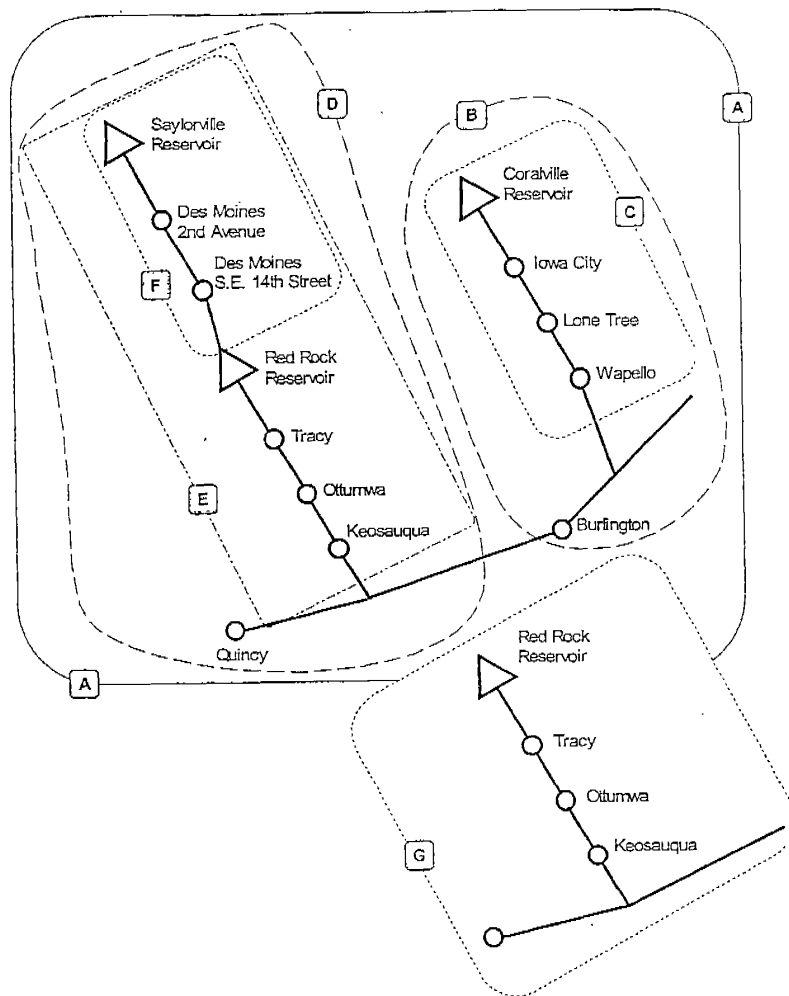 D
A
B
Saylorville
Reservoir
Coralville
Reservoir
C
Des Moines
2nd Avenue
Iowa City
Des Moines
S.E. 14th Street
F
Lone Tree
Red Rock
Reservoir
Wapello
Tracy
E
Ottumwa
Keosauqua
Burlington
Quincy
A
Red Rock
Reservoir
Tracy
Ottumwa
Keosauqua
G